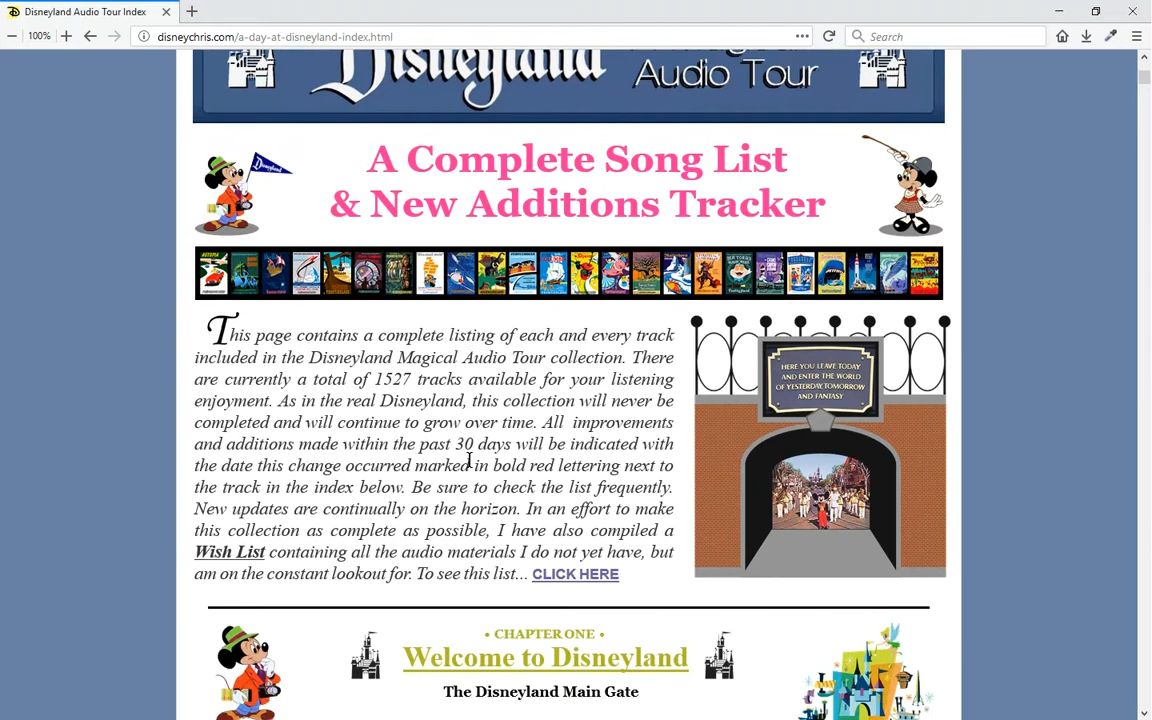 Disneyland Audio Tour Index
100%
disneychris.com/a-day-at-disneyland-index.html
Search
Disneyland
Audio Tour
Disneyland
A Complete Song List
& New Additions Tracker
This page contains a complete listing of each and every track
included in the Disneyland Magical Audio Tour collection. There
are currently a total of 1527 tracks available for your listening
enjoyment. As in the real Disneyland, this collection will never be
completed and will continue to grow over time. All improvements
and additions made within the past 30 days will be indicated with
the date this change occurred marked in bold red lettering next to
the track in the index below. Be sure to check the list frequently.
New updates are continually on the horizon. In an effort to make
this collection as complete as possible, I have also compiled a
Wish List containing all the audio materials I do not yet have, but
am on the constant lookout for. To see this list... CLICK HERE
HERE YOU LEAVE TODAY
AND ENTER THE WORLD
OF YESTERDAY, TOMORROW
AND FANTASY
• CHAPTER ONE •
Welcome to Disneyland
The Disneyland Main Gate